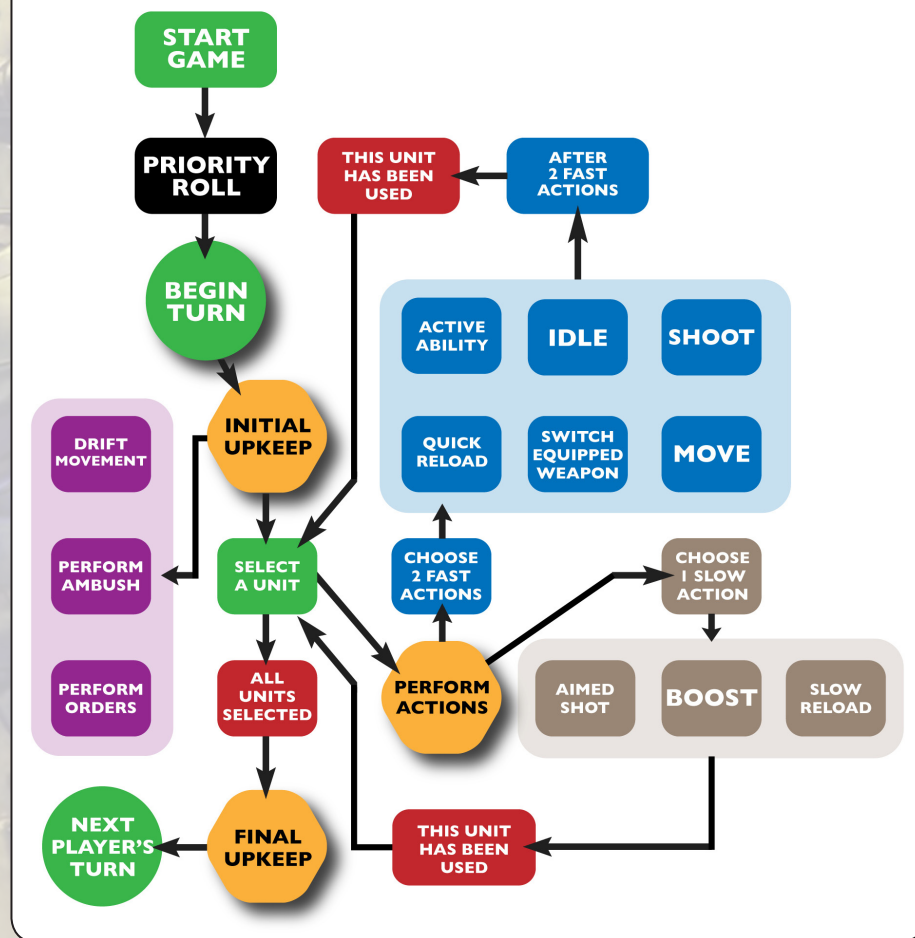 START
GAME
PRIORITY
ROLL
THIS UNIT
HAS BEEN
USED
AFTER
2 FAST
ACTIONS
BEGIN
TURN
ACTIVE
ABILITY
IDLE
SHOOT
QUICK
RELOAD
SWITCH
EQUIPPED
WEAPON
MOVE
INITIAL
UPKEEP
DRIFT
MOVEMENT
PERFORM
AMBUSH
PERFORM
ORDERS
SELECT
A UNIT
CHOOSE
2 FAST
ACTIONS
CHOOSE
1 SLOW
ACTION
ALL
UNITS
SELECTED
PERFORM
ACTIONS
AIMED
SHOT
BOOST
SLOW
RELOAD
NEXT
PLAYER'S
TURN
FINAL
UPKEEP
THIS UNIT
HAS BEEN
USED